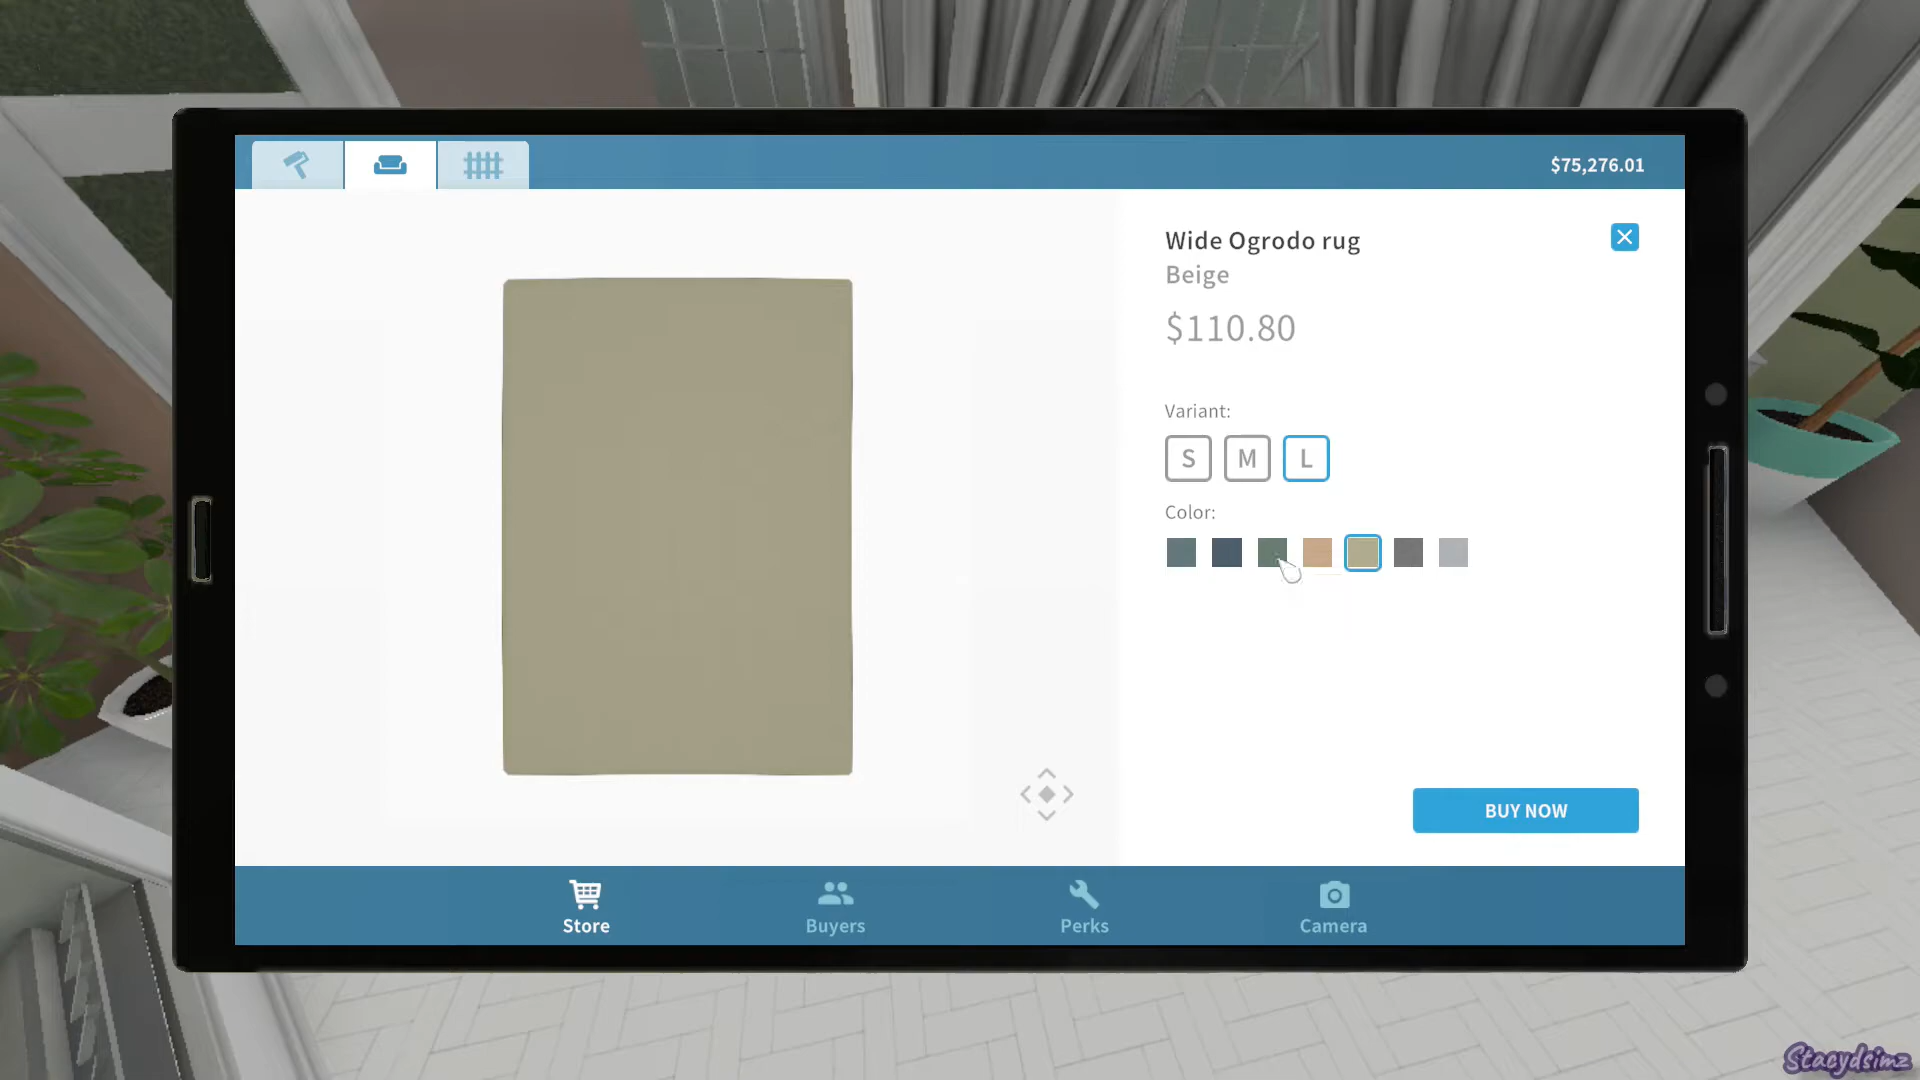 $75,276.01
Wide Ogrodo rug
Beige
$110.80
Variant:
S M L
Color:
BUY NOW
Store Buyers Perks Camera
Stacydsimz